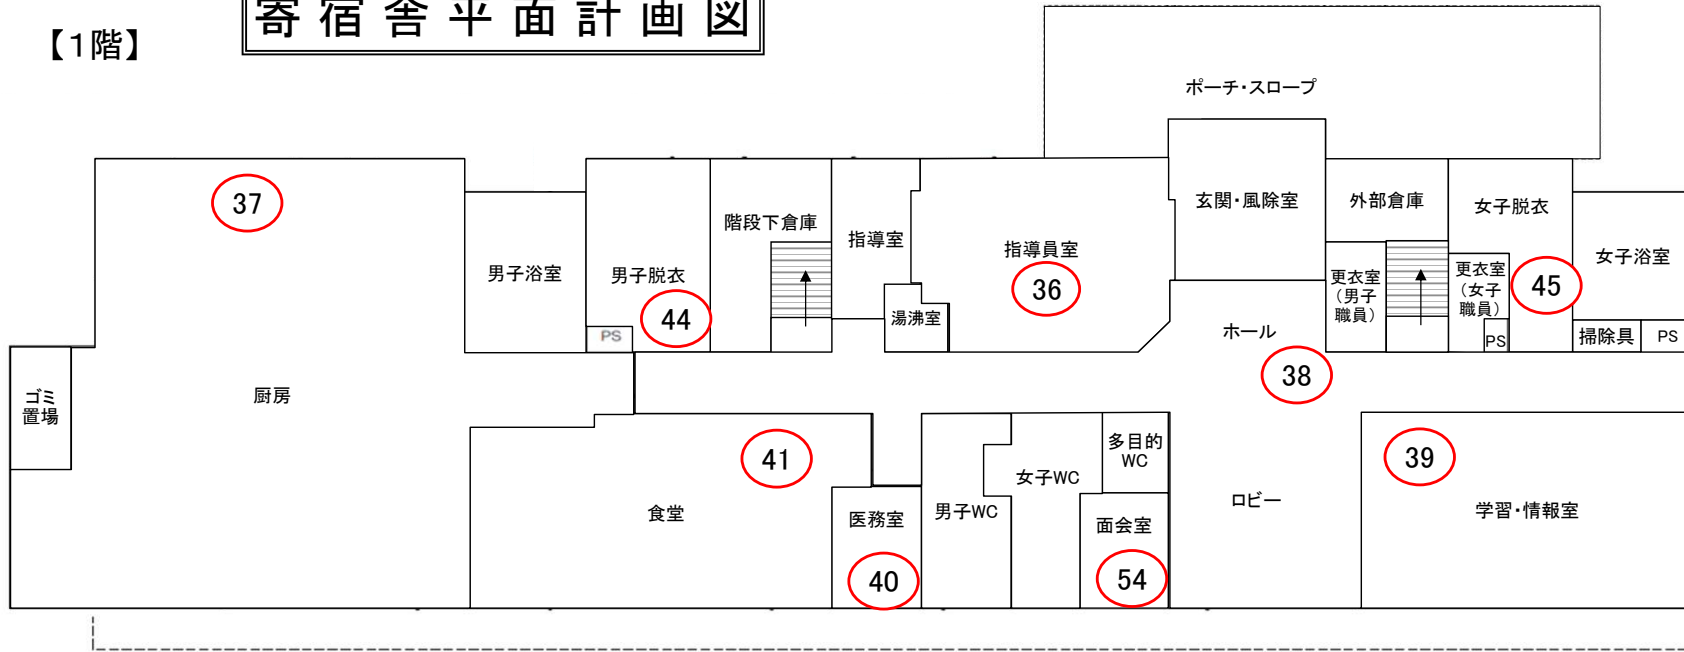 寄宿舎平面計画図
【1階】
ポーチ・スロープ
37
玄関・風除室
外部倉庫
女子脱衣
階段下倉庫
指導室
指導員室
36
男子浴室
男子脱衣
44
PS
湯沸室
更衣室
(男子
職員)
更衣室
(女子
職員)
PS
45
女子浴室
掃除具
PS
ホール
38
ゴミ
置場
厨房
41
食堂
医務室
40
男子WC
女子WC
多目的
WC
面会室
54
ロビー
39
学習・情報室